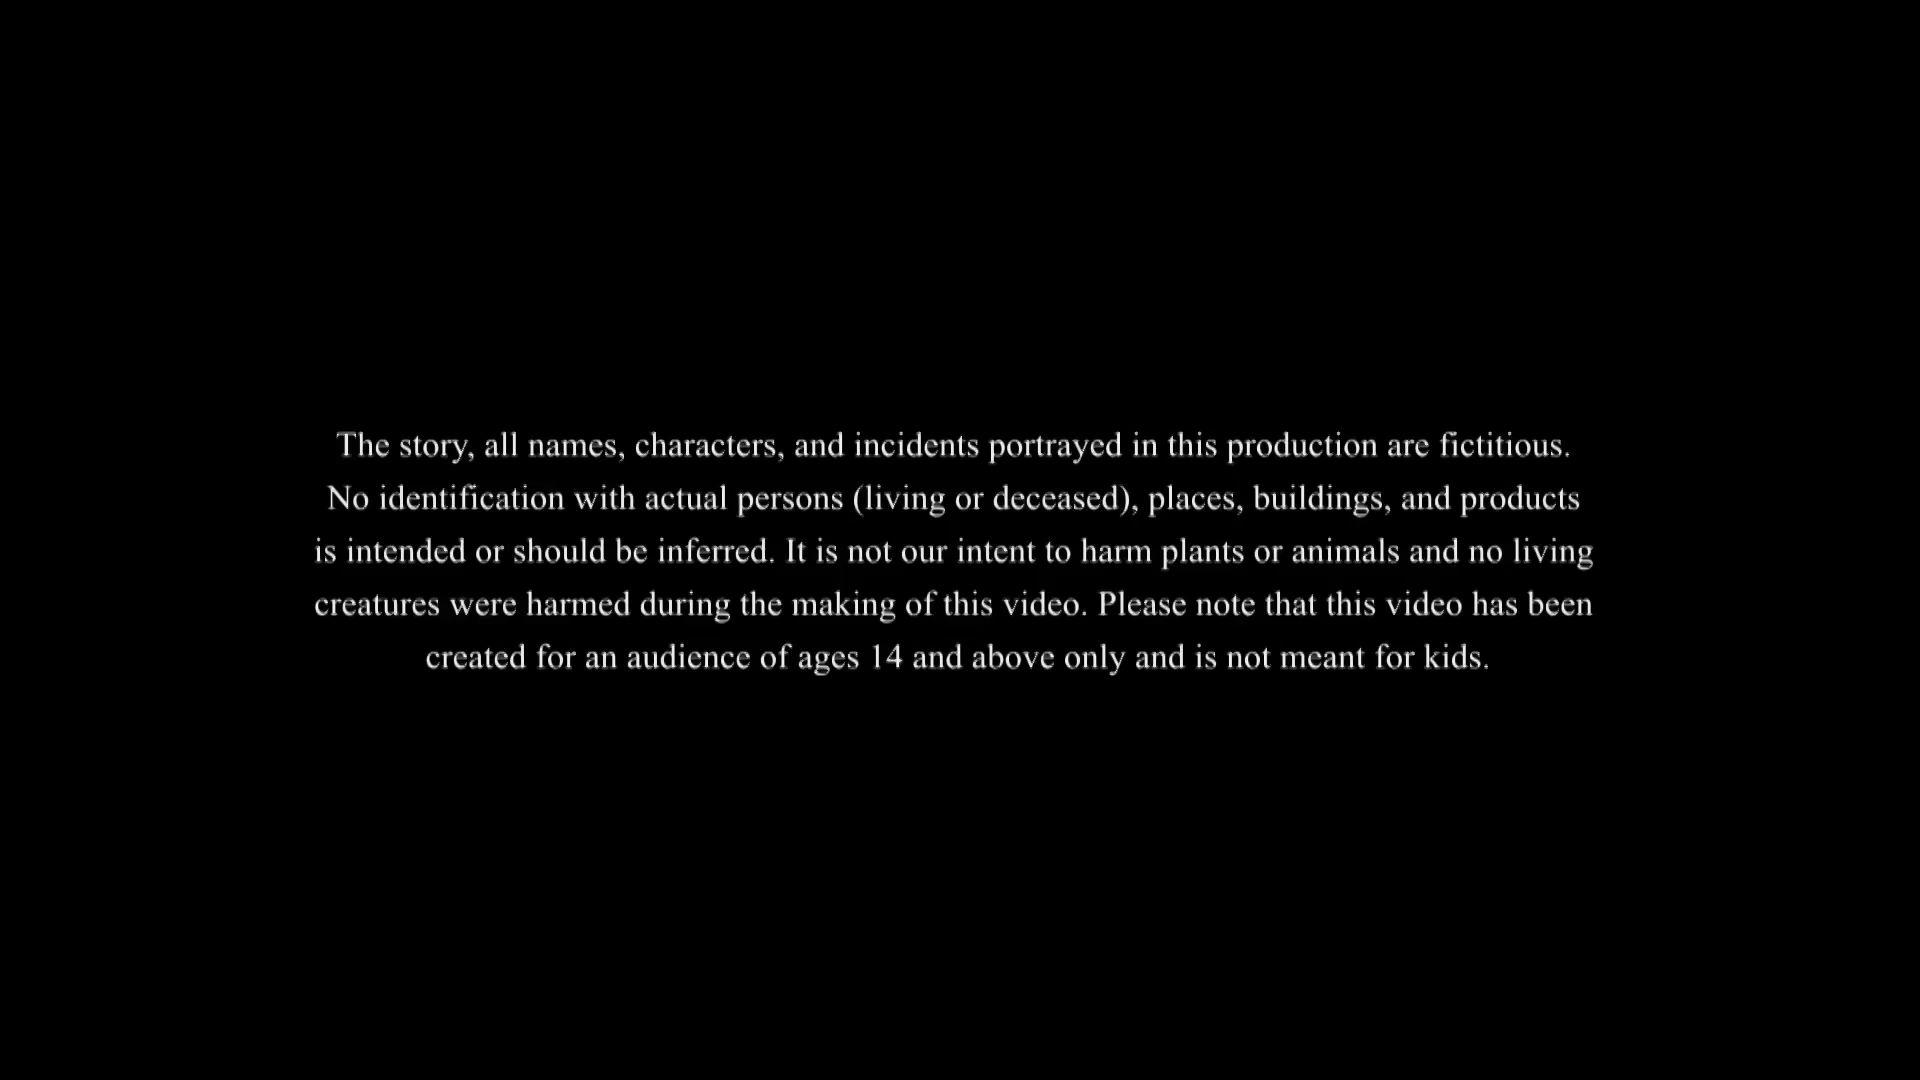 The story, all names, characters, and incidents portrayed in this production are fictitious.
No identification with actual persons (living or deceased), places, buildings, and products
is intended or should be inferred. It is not our intent to harm plants or animals and no living
creatures were harmed during the making of this video. Please note that this video has been
created for an audience of ages 14 and above only and is not meant for kids.